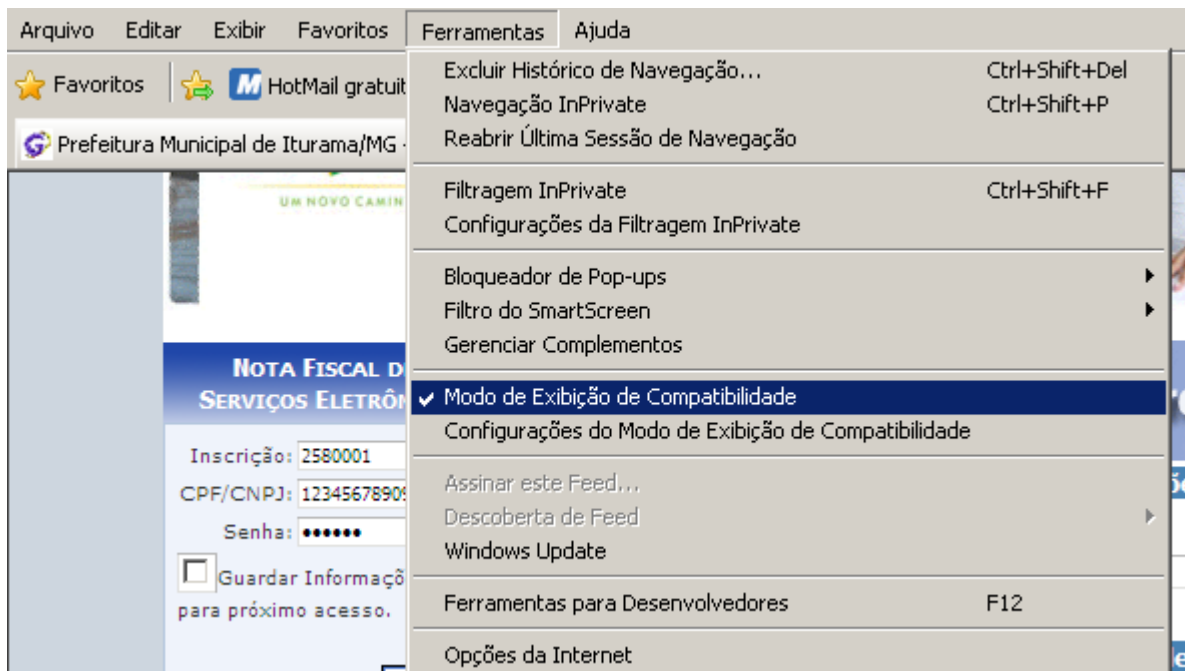 Arquivo Editar Exibir Favoritos Ferramentas Ajuda
Favoritos HotMail
Prefeitura Municipal de Iturama/MG
UM NOVO
Excluir Histórico de Navegação... Ctrl+Shift+Del
Navegação InPrivate Ctrl+Shift+P
Reabrir Última Sessão de Navegação
Filtragem InPrivate Ctrl+Shift+F
Configurações da Filtragem InPrivate
Bloqueador de Pop-ups
Filtro do SmartScreen
Gerenciar Complementos
Modo de Exibição de Compatibilidade
Configurações do Modo de Exibição de Compatibilidade
Assinar este Feed...
Descoberta de Feed
Windows Update
Ferramentas para Desenvolvedores F12
Opções da Internet
NOTA FISCAL
SERVIÇOS
Inscrição: 2580001
CPF/CNPJ: 12345678909
Senha: ••••••
Guardar
para próximo acesso.